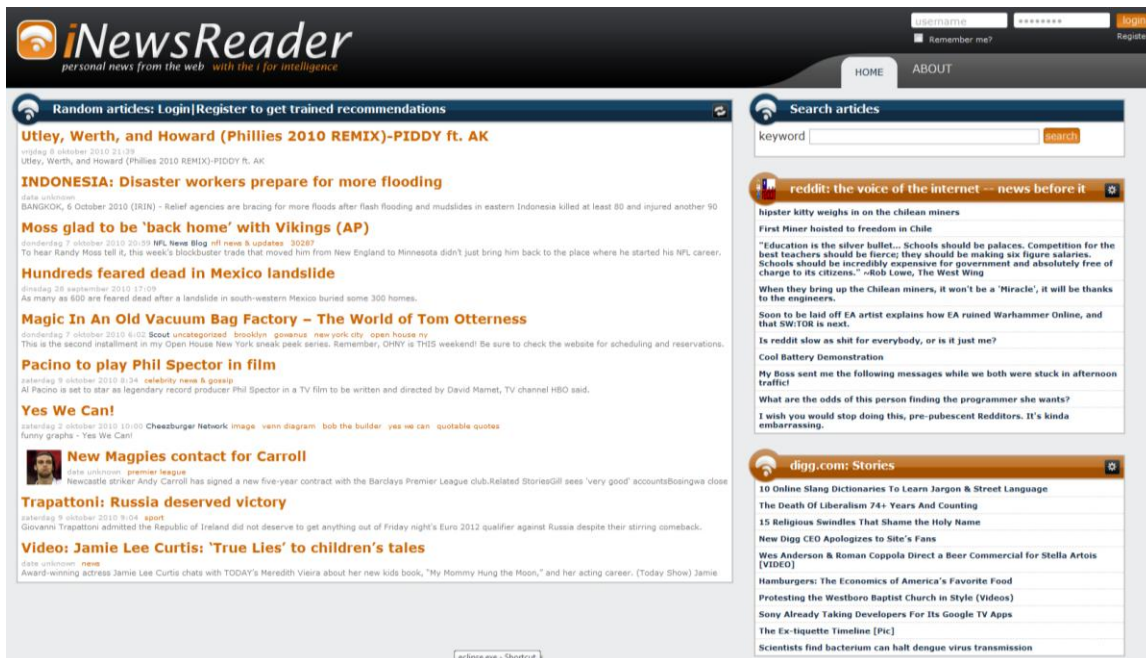 iNewsReader
personal news from the web with the i for intelligence
username
••••••••
login
Remember me?
Registe
HOME
ABOUT
Random articles: Login|Register to get trained recommendations
Utley, Werth, and Howard (Phillies 2010 REMIX)-PIDDY ft. AK
vrijdag 8 oktober 2010 21:39
Utley, Werth, and Howard (Phillies 2010 REMIX)-PIDDY ft. AK
INDONESIA: Disaster workers prepare for more flooding
date unknown
BANGKOK, 6 October 2010 (IRIN) - Relief agencies are bracing for more floods after flash flooding and mudslides in eastern Indonesia killed at least 80 and injured another 90
Moss glad to be ‘back home’ with Vikings (AP)
donderdag 7 oktober 2010 20:59 NFL News Blog nfl news & updates 30287
To hear Randy Moss tell it, this week's blockbuster trade that moved him from New England to Minnesota didn't just bring him back to the place where he started his NFL career.
Hundreds feared dead in Mexico landslide
dinsdag 28 september 2010 17:09
As many as 600 are feared dead after a landslide in south-western Mexico buried some 300 homes.
Magic In An Old Vacuum Bag Factory – The World of Tom Otterness
donderdag 7 oktober 2010 6:02 Scout uncategorized brooklyn gowanus new york city open house ny
This is the second installment in my Open House New York sneak peek series. Remember, OHNY is THIS weekend! Be sure to check the website for scheduling and reservations.
Pacino to play Phil Spector in film
zaterdag 9 oktober 2010 8:34 celebrity news & gossip
Al Pacino is set to star as legendary record producer Phil Spector in a TV film to be written and directed by David Mamet, TV channel HBO said.
Yes We Can!
zaterdag 2 oktober 2010 10:00 Cheezburger Network image venn diagram bob the builder yes we can quotable quotes
funny graphs - Yes We Can!
New Magpies contact for Carroll
date unknown premier league
Newcastle striker Andy Carroll has signed a new five-year contract with the Barclays Premier League club.Related StoriesGill sees 'very good' accountsBosingwa close
Trapattoni: Russia deserved victory
zaterdag 9 oktober 2010 9:04 sport
Giovanni Trapattoni admitted the Republic of Ireland did not deserve to get anything out of Friday night's Euro 2012 qualifier against Russia despite their stirring comeback.
Video: Jamie Lee Curtis: ‘True Lies’ to children’s tales
date unknown news
Award-winning actress Jamie Lee Curtis chats with TODAY's Meredith Vieira about her new kids book, "My Mommy Hung the Moon," and her acting career. (Today Show) Jamie
Search articles
keyword
search
reddit: the voice of the internet -- news before it
hipster kitty weighs in on the chilean miners
First Miner hoisted to freedom in Chile
"Education is the silver bullet... Schools should be palaces. Competition for the
best teachers should be fierce; they should be making six figure salaries.
Schools should be incredibly expensive for government and absolutely free of
charge to its citizens." ~Rob Lowe, The West Wing
When they bring up the Chilean miners, it won't be a 'Miracle', it will be thanks
to the engineers.
Soon to be laid off EA artist explains how EA ruined Warhammer Online, and
that SW:TOR is next.
Is reddit slow as shit for everybody, or is it just me?
Cool Battery Demonstration
My Boss sent me the following messages while we both were stuck in afternoon
traffic!
What are the odds of this person finding the programmer she wants?
I wish you would stop doing this, pre-pubescent Redditors. It's kinda
embarrassing.
digg.com: Stories
10 Online Slang Dictionaries To Learn Jargon & Street Language
The Death Of Liberalism 74+ Years And Counting
15 Religious Swindles That Shame the Holy Name
New Digg CEO Apologizes to Site's Fans
Wes Anderson & Roman Coppola Direct a Beer Commercial for Stella Artois
[VIDEO]
Hamburgers: The Economics of America's Favorite Food
Protesting the Westboro Baptist Church in Style (Videos)
Sony Already Taking Developers For Its Google TV Apps
The Ex-tiquette Timeline [Pic]
Scientists find bacterium can halt dengue virus transmission
eclipse.exe - Shortcut